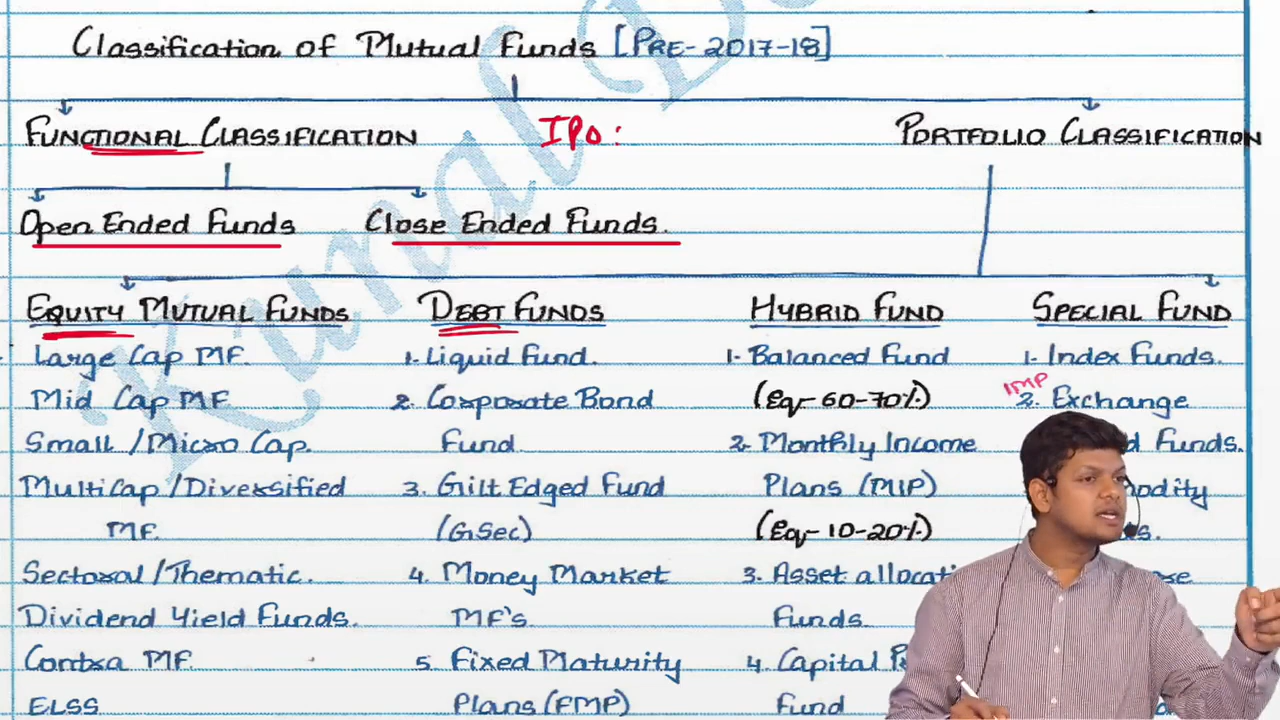 Classification of Mutual Funds [PRE-2017-18]
FUNCTIONAL CLASSIFICATION
IPO:
PORTFOLIO CLASSIFICATION
Open Ended Funds
Close Ended Funds.
EQUITY MUTUAL FUNDS
Large Cap MF.
Mid Cap MF
Small/Micro Cap.
MultiCap/Diversified
MF.
Sectoral/Thematic.
Dividend Yield Funds.
Contra MF.
ELSS
DEBT FUNDS
1. Liquid Fund.
2. Corporate Bond
Fund.
3. Gilt Edged Fund
(GSec)
4. Money Market
MF's.
5. Fixed Maturity
Plans (FMP)
HYBRID FUND
1. Balanced Fund
(Eq-60-70%)
2. Monthly Income
Plans (MIP)
(Eq-10-20%)
3. Asset
Funds.
4. Capital
Fund
SPECIAL FUND
1. Index Funds.
IMP
2. Exchange
Funds.
Kunal